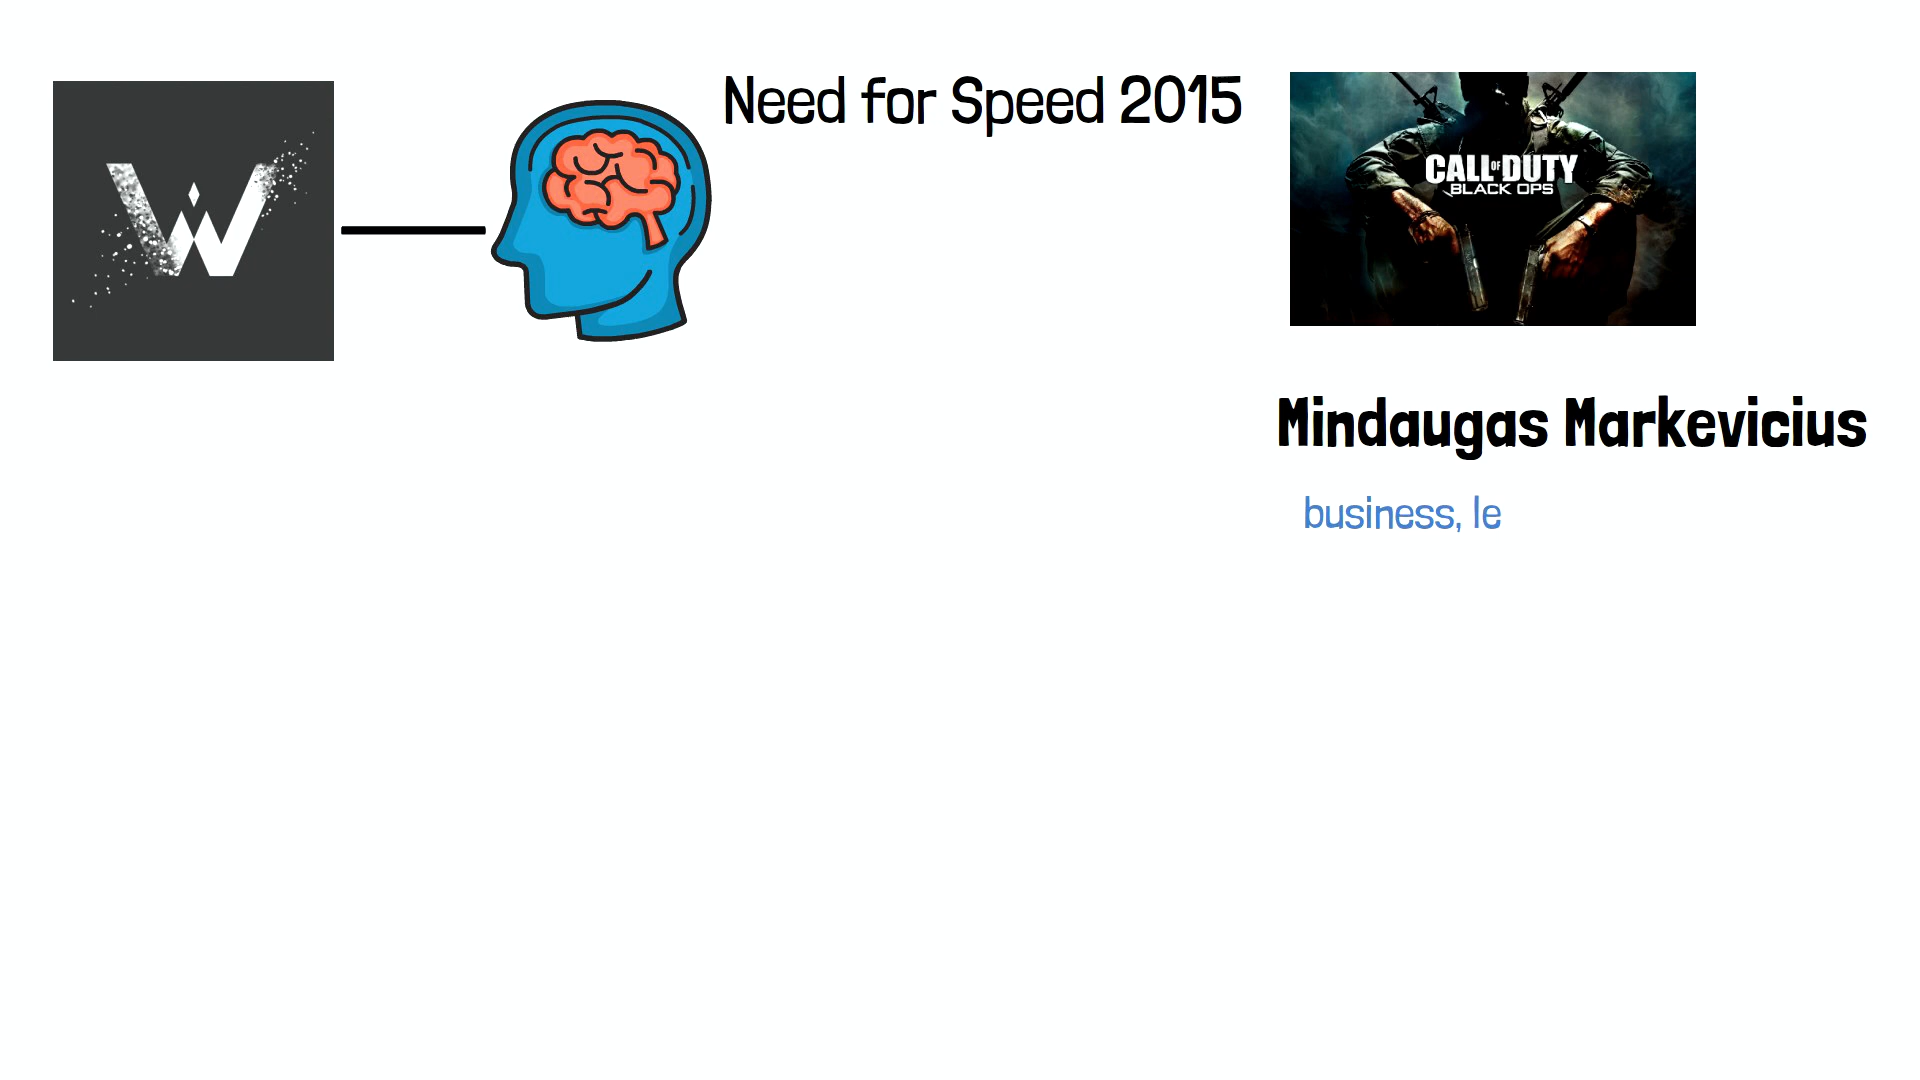 W
Need for Speed 2015
CALL OF DUTY
BLACK OPS
Mindaugas Markevicius
business, le